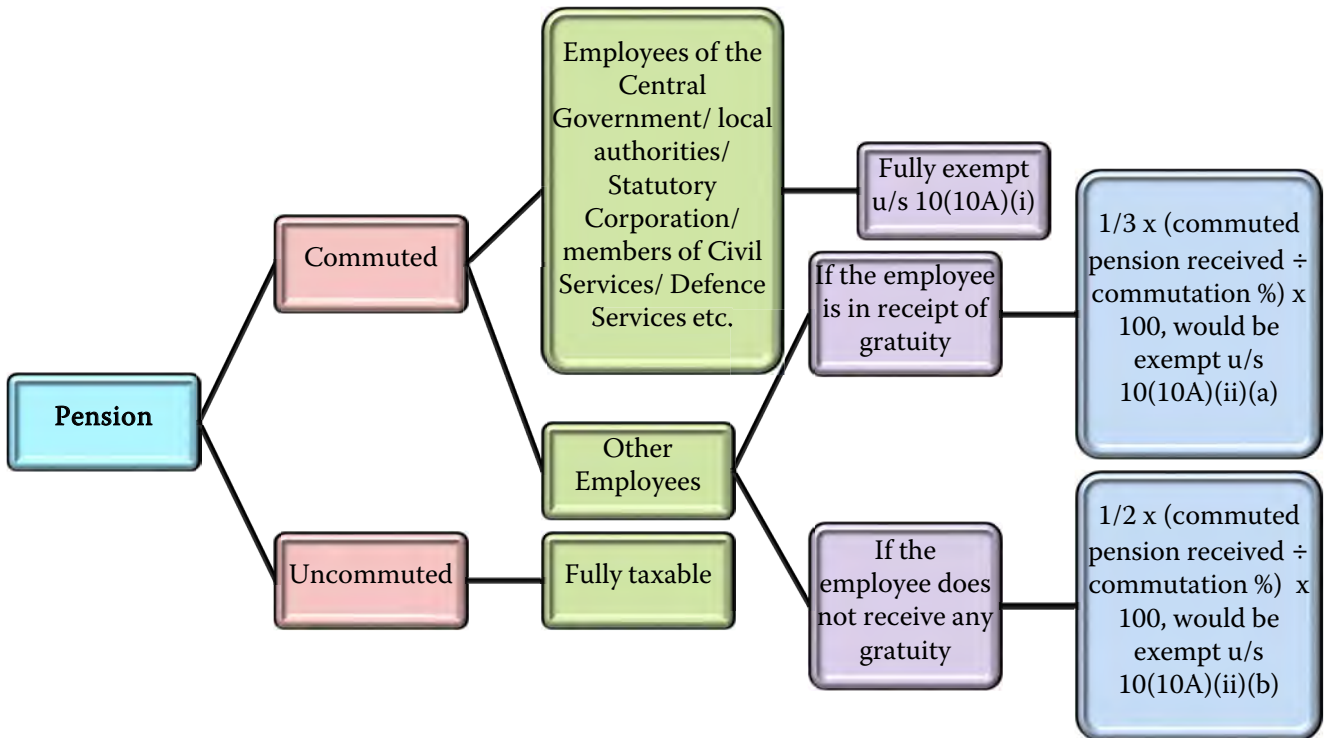 Pension
Commuted
Employees of the
Central
Government/ local
authorities/
Statutory
Corporation/
members of Civil
Services/ Defence
Services etc.
Fully exempt
u/s 10(10A)(i)
Other
Employees
If the employee
is in receipt of
gratuity
1/3 x (commuted
pension received ÷
commutation %) x
100, would be
exempt u/s
10(10A)(ii)(a)
If the
employee does
not receive any
gratuity
1/2 x (commuted
pension received ÷
commutation %) x
100, would be
exempt u/s
10(10A)(ii)(b)
Uncommuted
Fully taxable